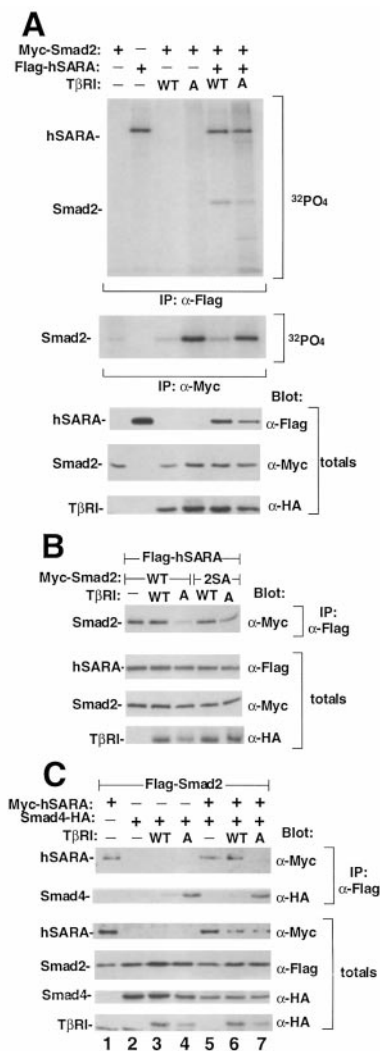 A
Myc-Smad2: + – + + + +
Flag-hSARA: – + – – + +
TβRI: – – WT A WT A
hSARA-
Smad2-
32PO4
IP: α-Flag
Smad2-
32PO4
IP: α-Myc
Blot:
hSARA-
α-Flag
Smad2-
α-Myc
totals
TβRI-
α-HA
B
Flag-hSARA
Myc-Smad2: WT 2SA
TβRI: – WT A WT A
Blot:
Smad2-
α-Myc
IP: α-Flag
hSARA-
α-Flag
Smad2-
α-Myc
totals
TβRI-
α-HA
C
Flag-Smad2
Myc-hSARA: + – – – + + +
Smad4-HA: – + + + + + +
TβRI: – – WT A – WT A
Blot:
hSARA-
α-Myc
IP: α-Flag
Smad4-
α-HA
hSARA-
α-Myc
Smad2-
α-Flag
totals
Smad4-
α-HA
TβRI-
α-HA
1 2 3 4 5 6 7